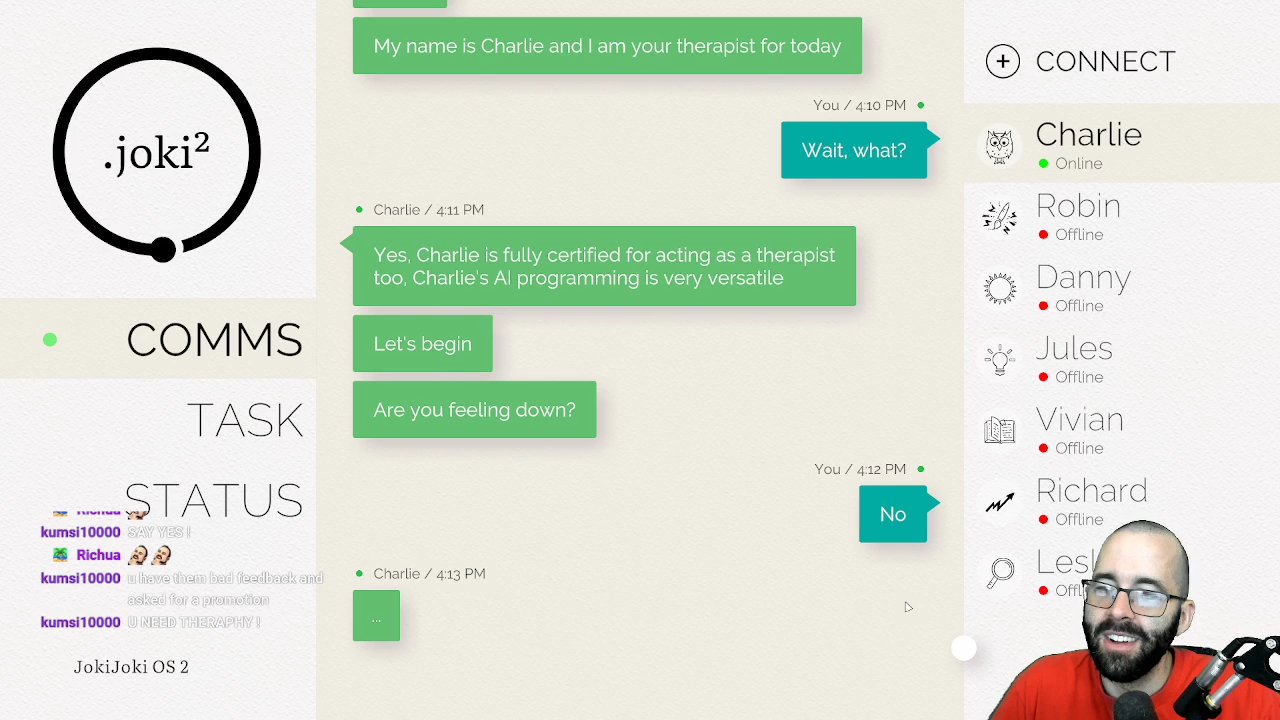 .joki²
COMMS
TASK
STATUS
Richua
kumsi10000 SAY YES !
Richua
kumsi10000 u have them bad feedback and
asked for a promotion
kumsi10000 U NEED THERAPHY !
JokiJoki OS 2
My name is Charlie and I am your therapist for today
You / 4:10 PM
Wait, what?
Charlie / 4:11 PM
Yes, Charlie is fully certified for acting as a therapist
too, Charlie's AI programming is very versatile
Let's begin
Are you feeling down?
You / 4:12 PM
No
Charlie / 4:13 PM
...
+ CONNECT
Charlie
Online
Robin
Offline
Danny
Offline
Jules
Offline
Vivian
Offline
Richard
Offline